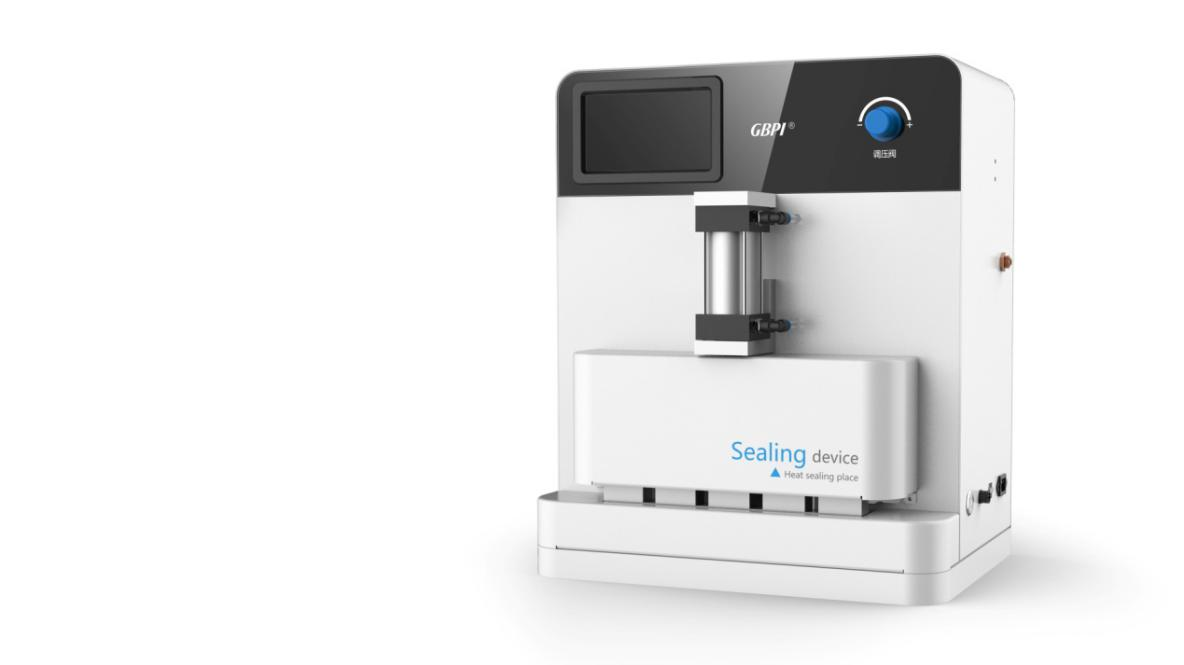 GBPI®
- +
调压阀
Sealing device
Heat sealing place